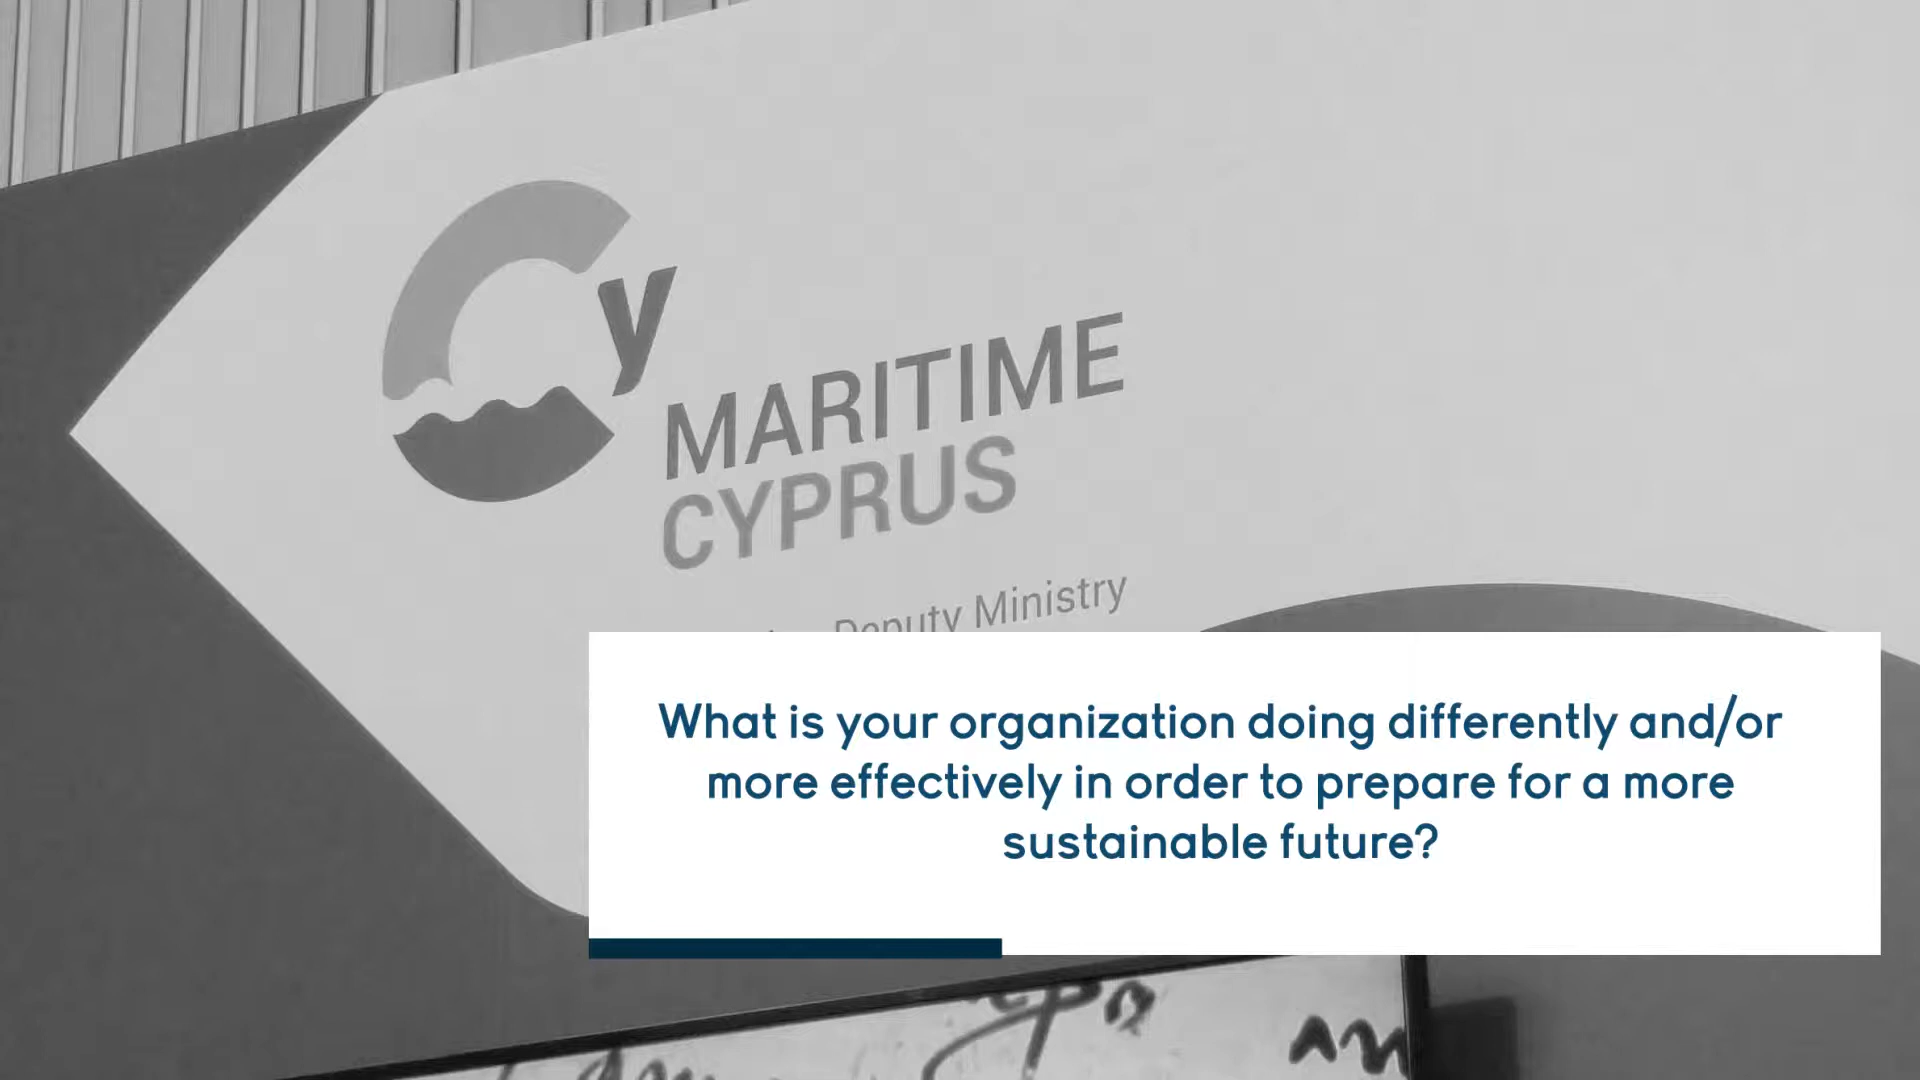 Cy
MARITIME
CYPRUS
Deputy Ministry
What is your organization doing differently and/or
more effectively in order to prepare for a more
sustainable future?